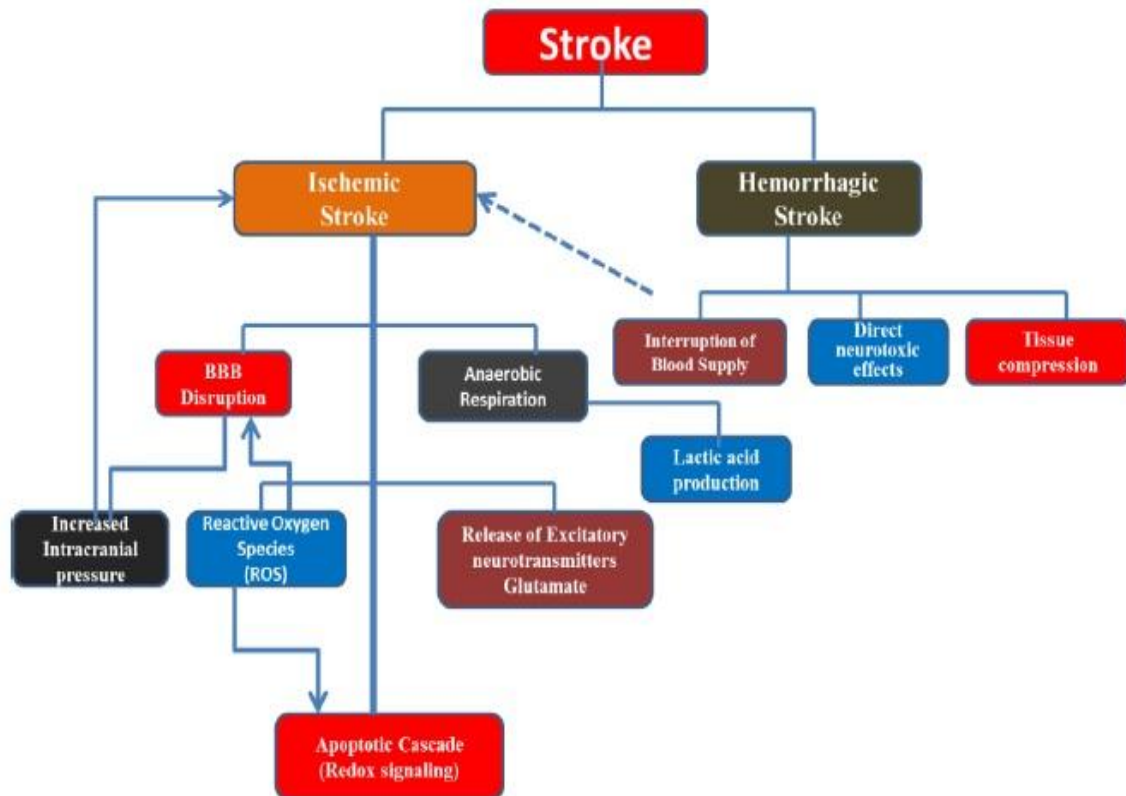 Stroke
Ischemic
Stroke
Hemorrhagic
Stroke
Interruption of
Blood Supply
Direct
neurotoxic
effects
Tissue
compression
BBB
Disruption
Anaerobic
Respiration
Lactic acid
production
Increased
Intracranial
pressure
Reactive Oxygen
Species
(ROS)
Release of Excitatory
neurotransmitters
Glutamate
Apoptotic Cascade
(Redox signaling)